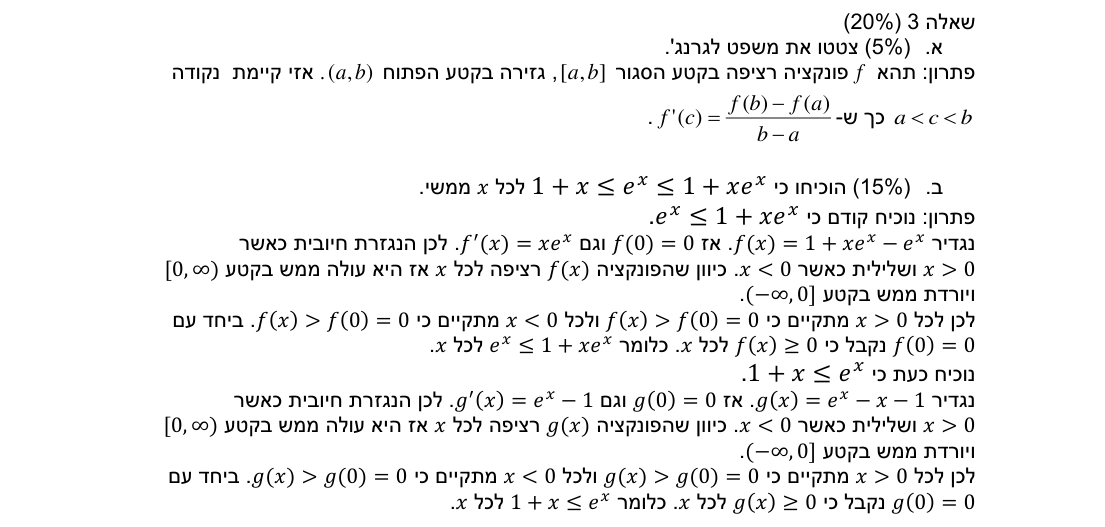 שאלה 3 (20%)
א. (5%) צטטו את משפט לגרנג'.
פתרון: תהא f פונקציה רציפה בקטע הסגור [a,b], גזירה בקטע הפתוח (a,b). אזי קיימת נקודה
a < c < b כך ש- f'(c) = \frac{f(b) - f(a)}{b - a} .
ב. (15%) הוכיחו כי 1 + x ≤ e^x ≤ 1 + xe^x לכל x ממשי.
פתרון: נוכיח קודם כי e^x ≤ 1 + xe^x.
נגדיר f(x) = 1 + xe^x − e^x. אז f(0) = 0 וגם f′(x) = xe^x. לכן הנגזרת חיובית כאשר
x > 0 ושלילית כאשר x < 0. כיוון שהפונקציה f(x) רציפה לכל x אז היא עולה ממש בקטע [0, ∞)
ויורדת ממש בקטע (−∞, 0].
לכן לכל x > 0 מתקיים כי f(x) > f(0) = 0 ולכל x < 0 מתקיים כי f(x) > f(0) = 0. ביחד עם
f(0) = 0 נקבל כי f(x) ≥ 0 לכל x. כלומר e^x ≤ 1 + xe^x לכל x.
נוכיח כעת כי 1 + x ≤ e^x.
נגדיר g(x) = e^x − x − 1. אז g(0) = 0 וגם g′(x) = e^x − 1. לכן הנגזרת חיובית כאשר
x > 0 ושלילית כאשר x < 0. כיוון שהפונקציה g(x) רציפה לכל x אז היא עולה ממש בקטע [0, ∞)
ויורדת ממש בקטע (−∞, 0].
לכן לכל x > 0 מתקיים כי g(x) > g(0) = 0 ולכל x < 0 מתקיים כי g(x) > g(0) = 0. ביחד עם
g(0) = 0 נקבל כי g(x) ≥ 0 לכל x. כלומר 1 + x ≤ e^x לכל x.